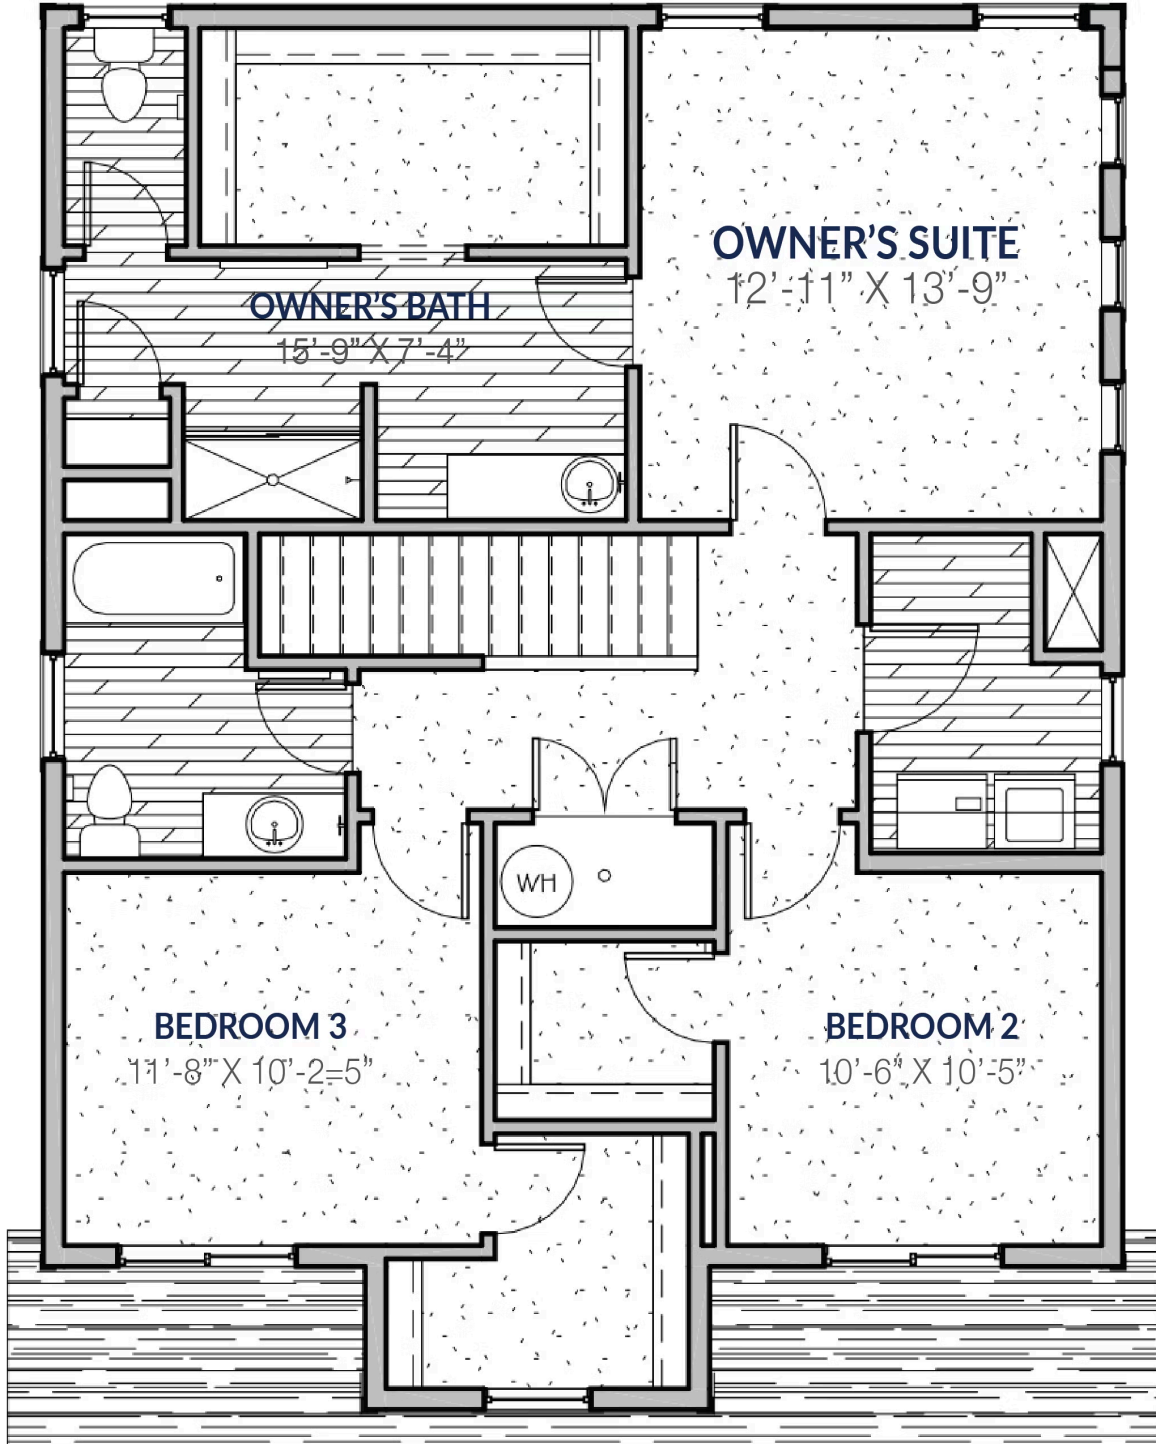 OWNER’S SUITE
12’-11” X 13’-9”
OWNER’S BATH
15’-9” X 7’-4”
WH
BEDROOM 3
11’-8” X 10’-2=5”
BEDROOM 2
10’-6” X 10’-5”